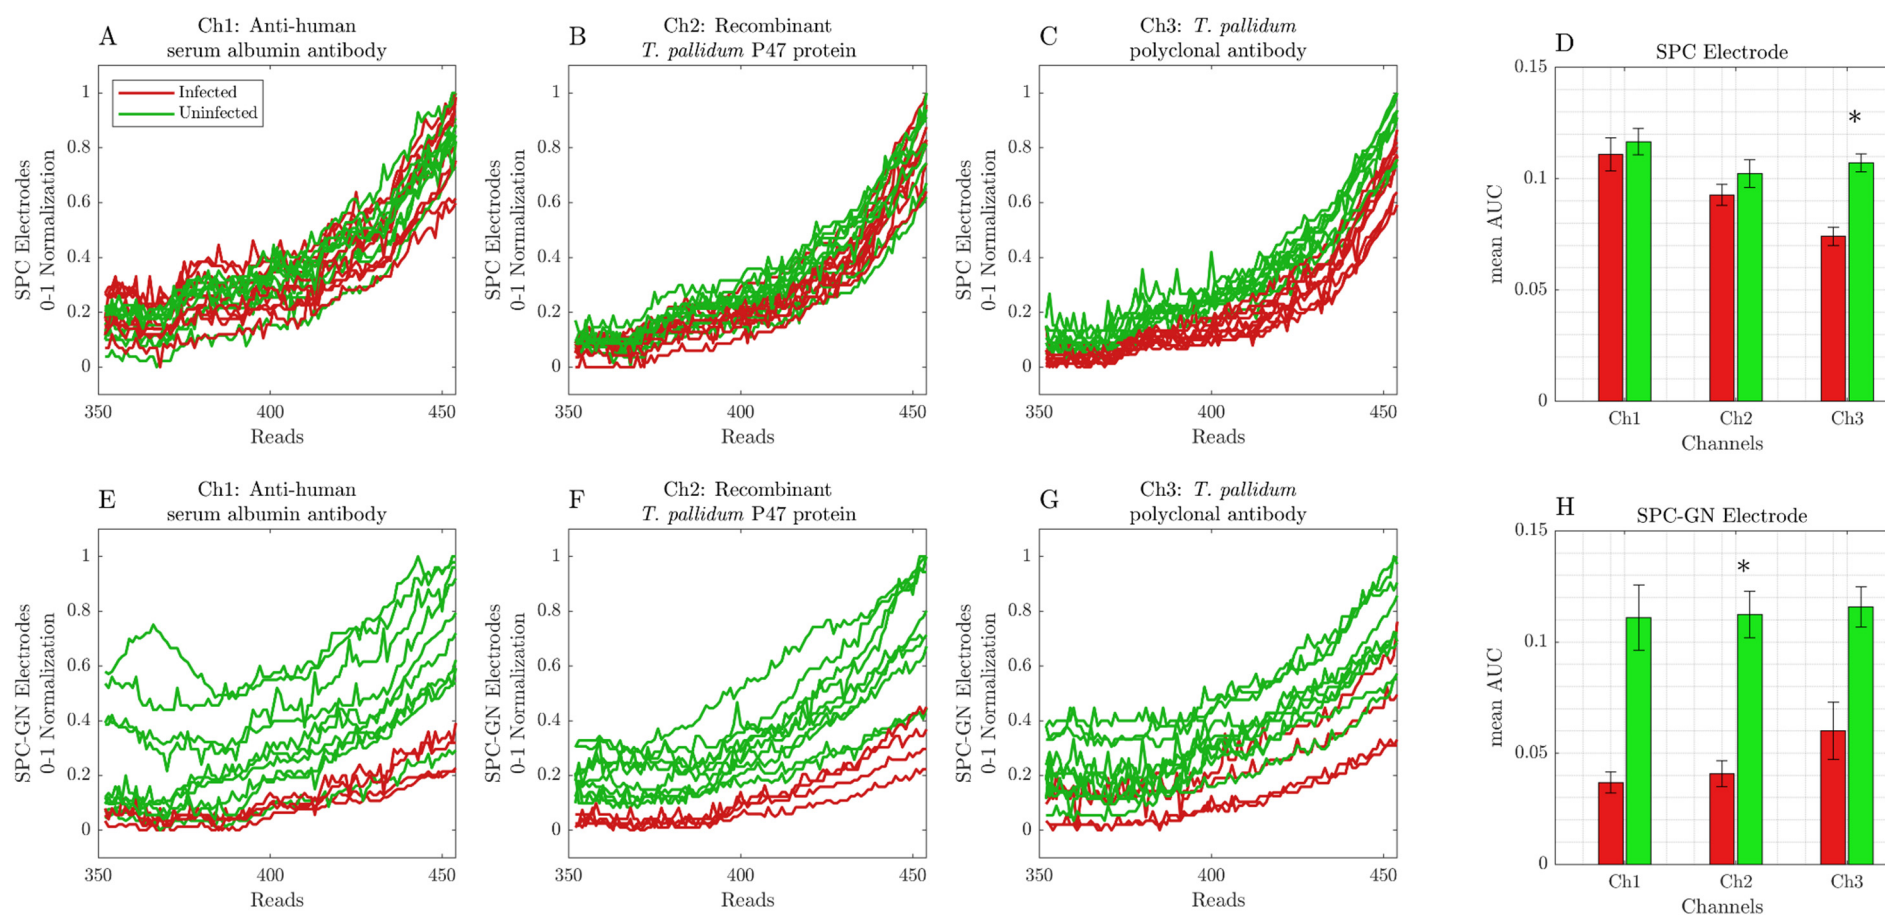 A
Ch1: Anti-human
serum albumin antibody
Infected
Uninfected
SPC Electrodes
0-1 Normalization
1
0.8
0.6
0.4
0.2
0
350
400
450
Reads
B
Ch2: Recombinant
T. pallidum P47 protein
SPC Electrodes
0-1 Normalization
1
0.8
0.6
0.4
0.2
0
350
400
450
Reads
C
Ch3: T. pallidum
polyclonal antibody
SPC Electrodes
0-1 Normalization
1
0.8
0.6
0.4
0.2
0
350
400
450
Reads
D
SPC Electrode
mean AUC
0.15
0.1
0.05
0
*
Ch1
Ch2
Ch3
Channels
E
Ch1: Anti-human
serum albumin antibody
SPC-GN Electrodes
0-1 Normalization
1
0.8
0.6
0.4
0.2
0
350
400
450
Reads
F
Ch2: Recombinant
T. pallidum P47 protein
SPC-GN Electrodes
0-1 Normalization
1
0.8
0.6
0.4
0.2
0
350
400
450
Reads
G
Ch3: T. pallidum
polyclonal antibody
SPC-GN Electrodes
0-1 Normalization
1
0.8
0.6
0.4
0.2
0
350
400
450
Reads
H
SPC-GN Electrode
mean AUC
0.15
0.1
0.05
0
*
Ch1
Ch2
Ch3
Channels